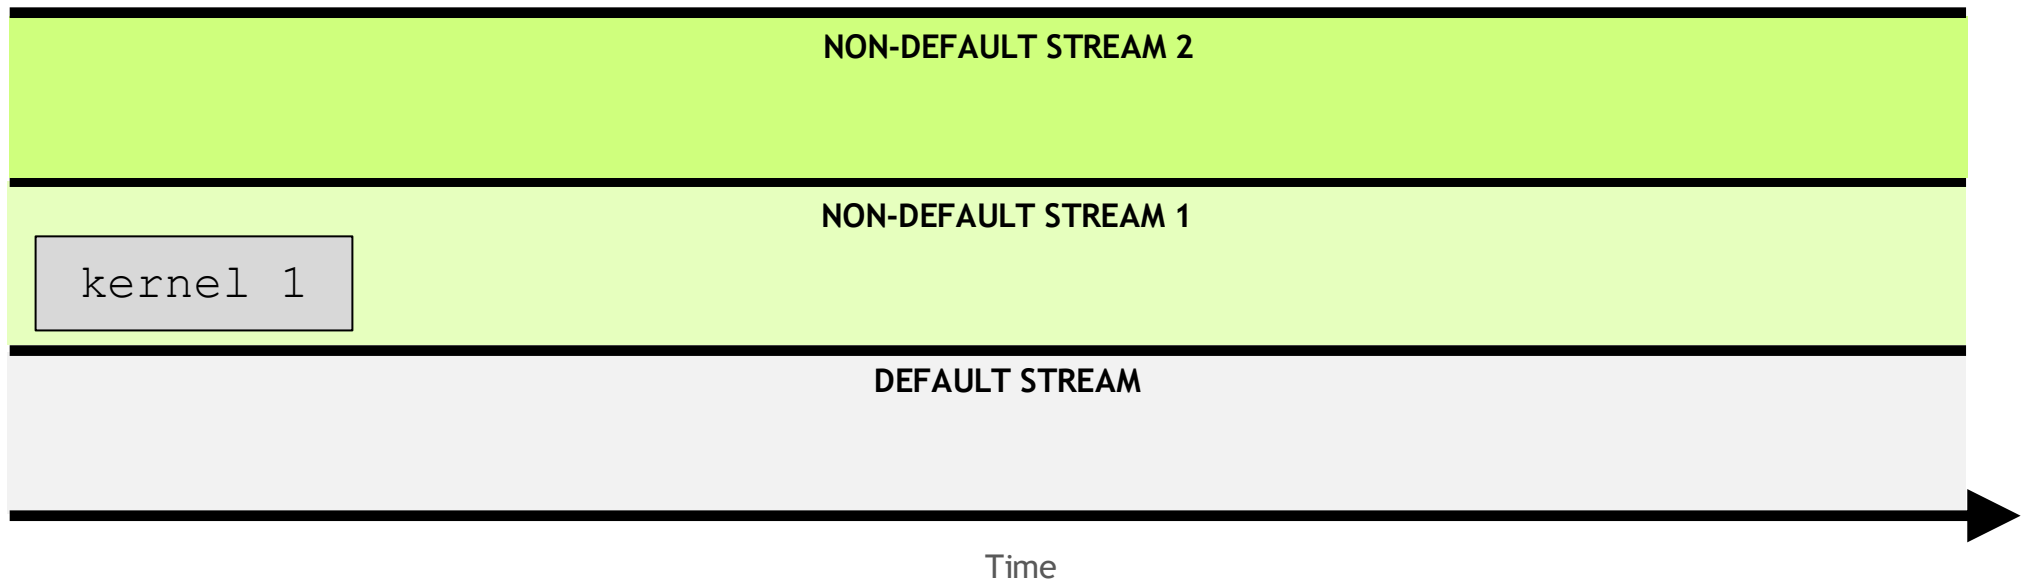 NON-DEFAULT STREAM 2
NON-DEFAULT STREAM 1
kernel 1
DEFAULT STREAM
Time